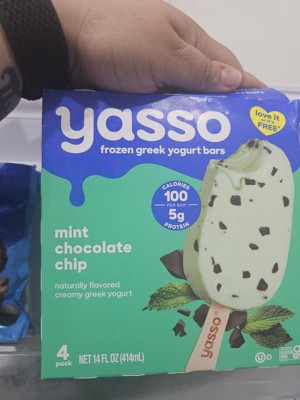 yasso®
frozen greek yogurt bars
love it
or it's
FREE*
CALORIES
100
PER BAR
5g
PROTEIN
mint
chocolate
chip
naturally flavored
creamy greek yogurt
yasso
4
pack
NET 14 FL OZ (414mL)
U D